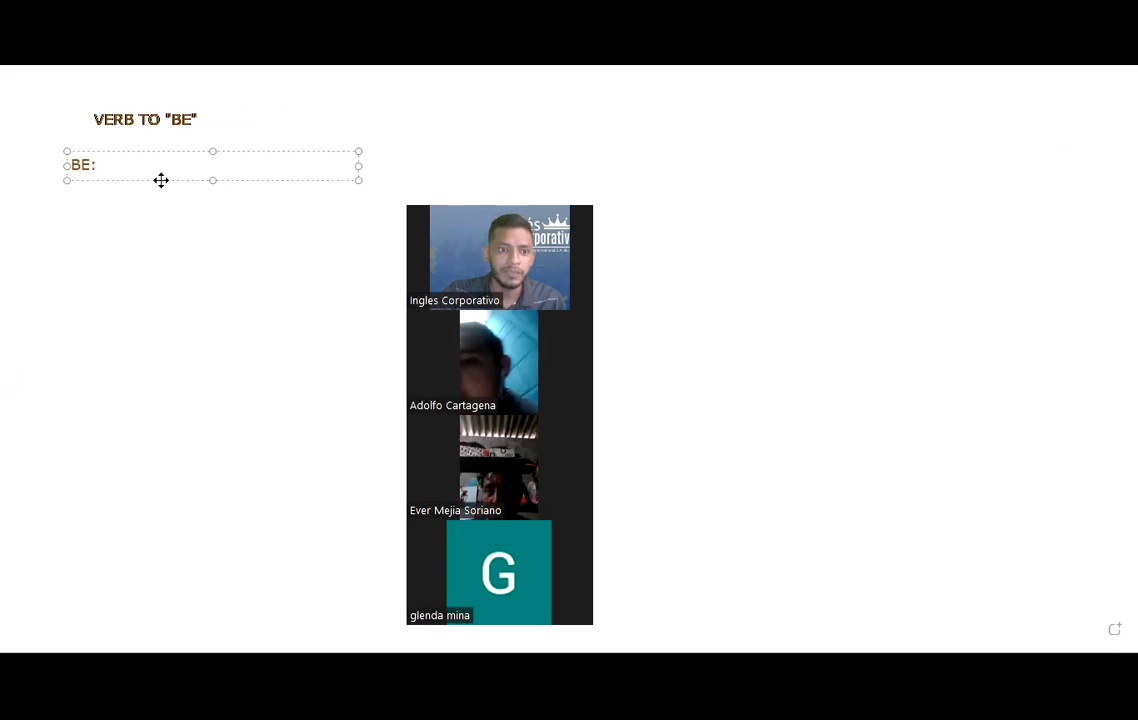 VERB TO "BE"
BE:
Ingles Corporativo
Adolfo Cartagena
Ever Mejia Soriano
G
glenda mina